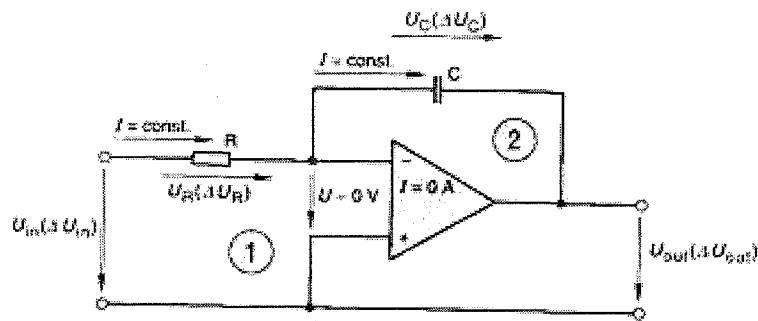 U_C(ΔU_C)
I = const.
C
I = const.
R
2
−
U_R(ΔU_R)
U ~ 0 V
I = 0 A
U_in(ΔU_in)
1
+
U_out(ΔU_out)